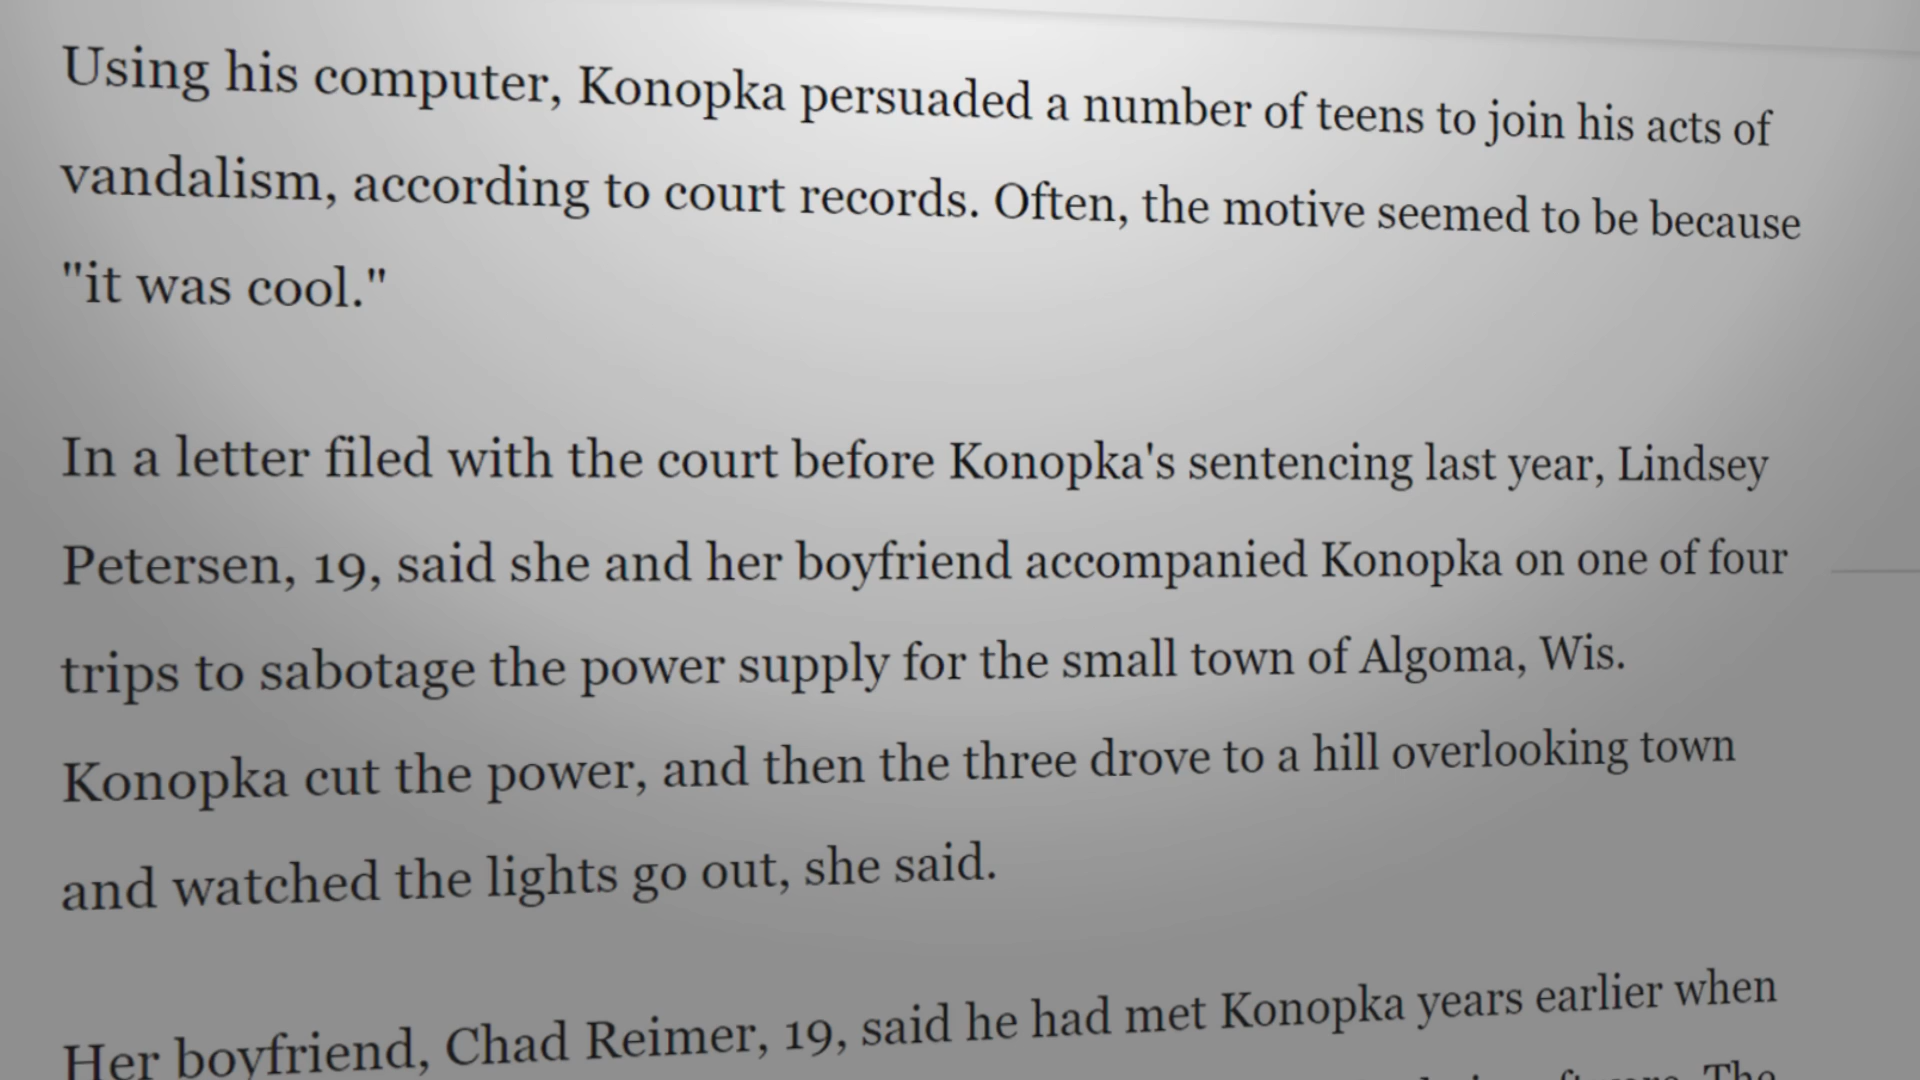 Using his computer, Konopka persuaded a number of teens to join his acts of
vandalism, according to court records. Often, the motive seemed to be because
"it was cool."
In a letter filed with the court before Konopka's sentencing last year, Lindsey
Petersen, 19, said she and her boyfriend accompanied Konopka on one of four
trips to sabotage the power supply for the small town of Algoma, Wis.
Konopka cut the power, and then the three drove to a hill overlooking town
and watched the lights go out, she said.
Her boyfriend, Chad Reimer, 19, said he had met Konopka years earlier when
The